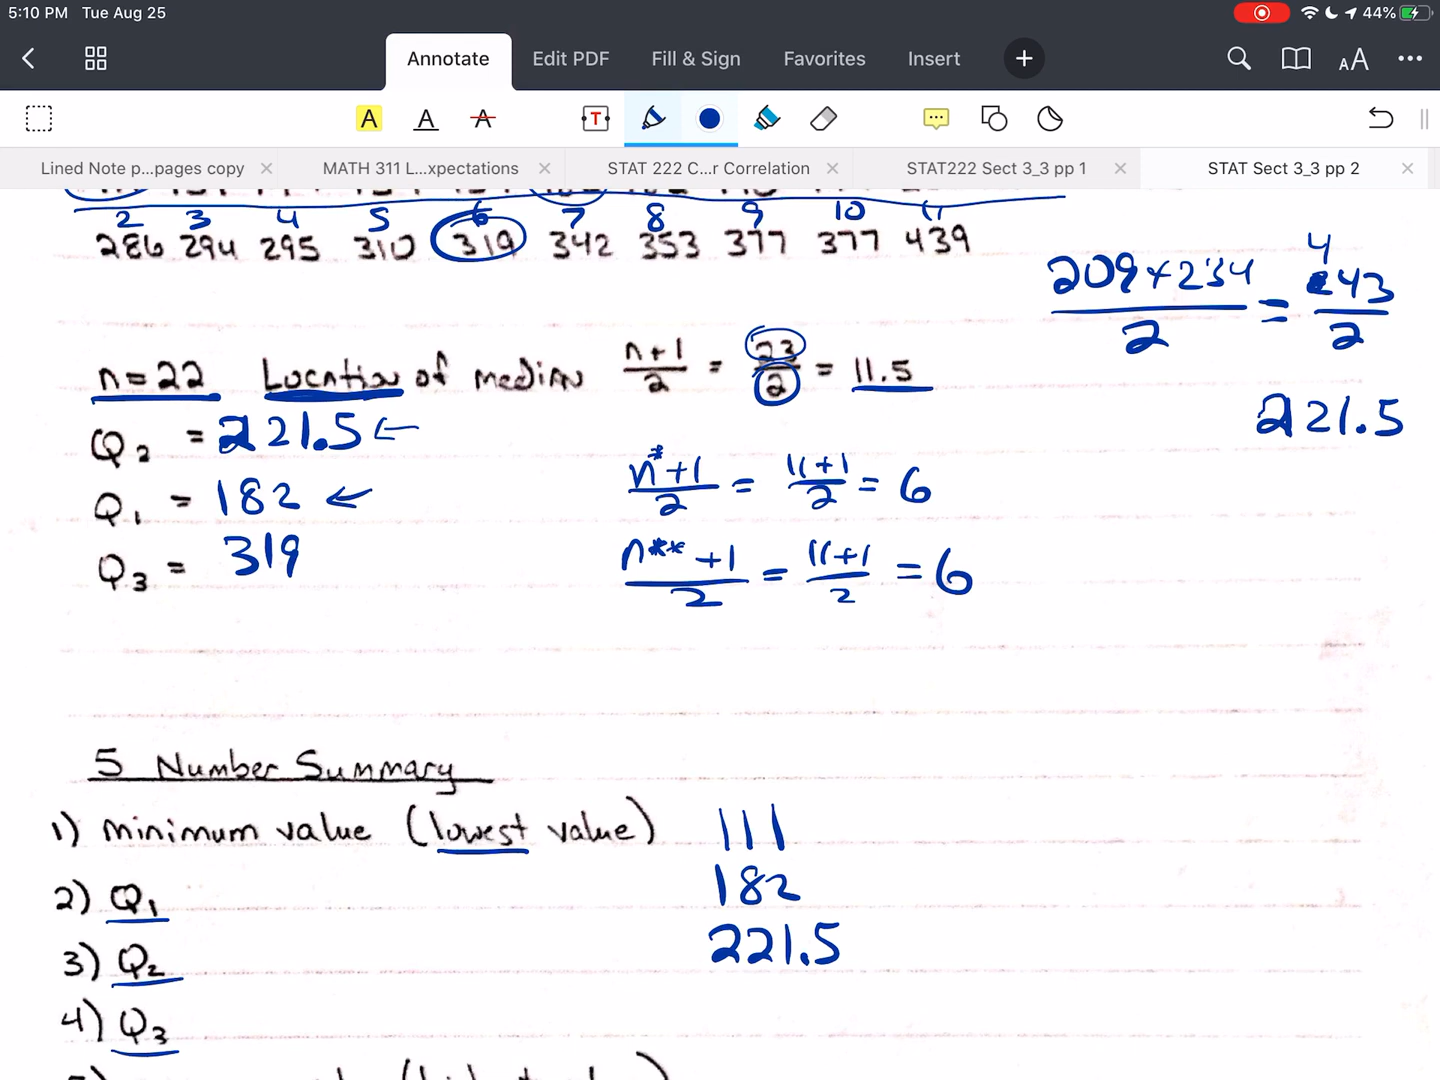 5:10 PM Tue Aug 25 44%
Annotate Edit PDF Fill & Sign Favorites Insert
A A A T AA
Lined Note p...pages copy MATH 311 L...xpectations STAT 222 C...r Correlation STAT222 Sect 3_3 pp 1 STAT Sect 3_3 pp 2
2 3 4 5 6 7 8 9 10 11
286 294 295 310 319 342 353 377 377 439
209+234 / 2 = 443 / 2
4
221.5
n=22 Location of median n+1 / 2 = 23 / 2 = 11.5
Q2 = 221.5 ←
n*+1 / 2 = 11+1 / 2 = 6
Q1 = 182 ←
n** +1 / 2 = 11+1 / 2 = 6
Q3 = 319
5 Number Summary
1) minimum value (lowest value) 111
2) Q1 182
3) Q2 221.5
4) Q3